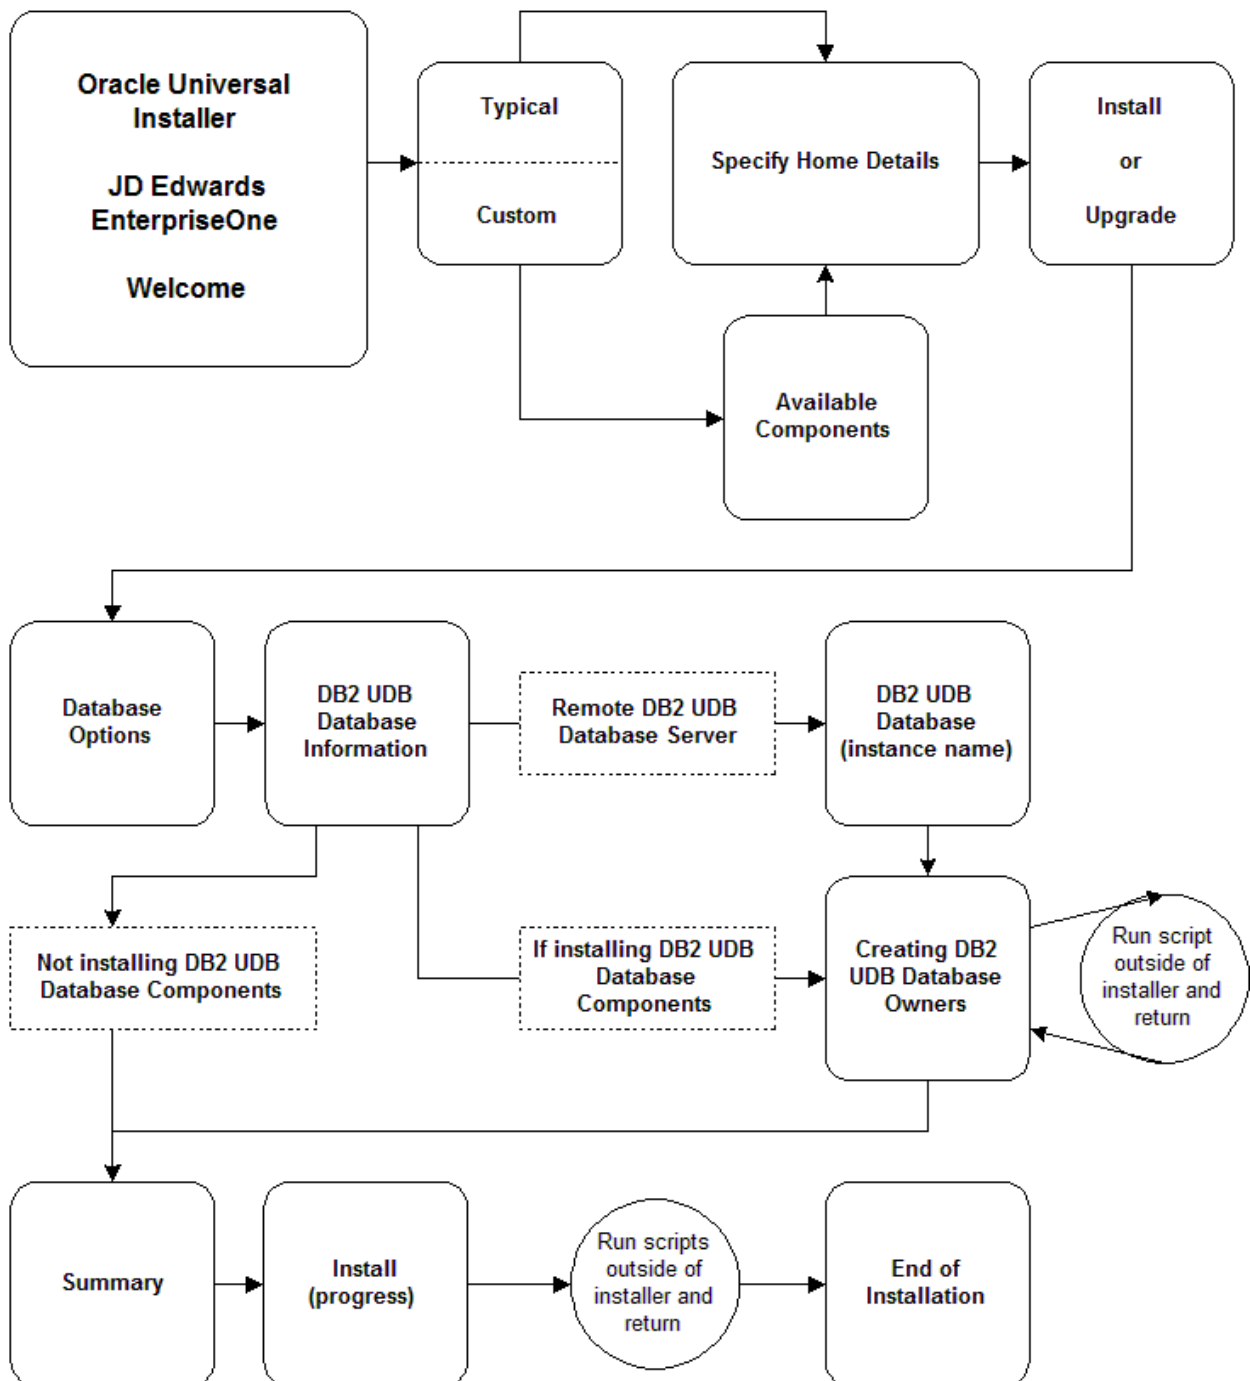 Oracle Universal
Installer
JD Edwards
EnterpriseOne
Welcome
Typical
Custom
Specify Home Details
Install
or
Upgrade
Available
Components
Database
Options
DB2 UDB
Database
Information
Remote DB2 UDB
Database Server
DB2 UDB
Database
(instance name)
Not installing DB2 UDB
Database Components
If installing DB2 UDB
Database
Components
Creating DB2
UDB Database
Owners
Run script
outside of
installer and
return
Summary
Install
(progress)
Run scripts
outside of
installer and
return
End of
Installation